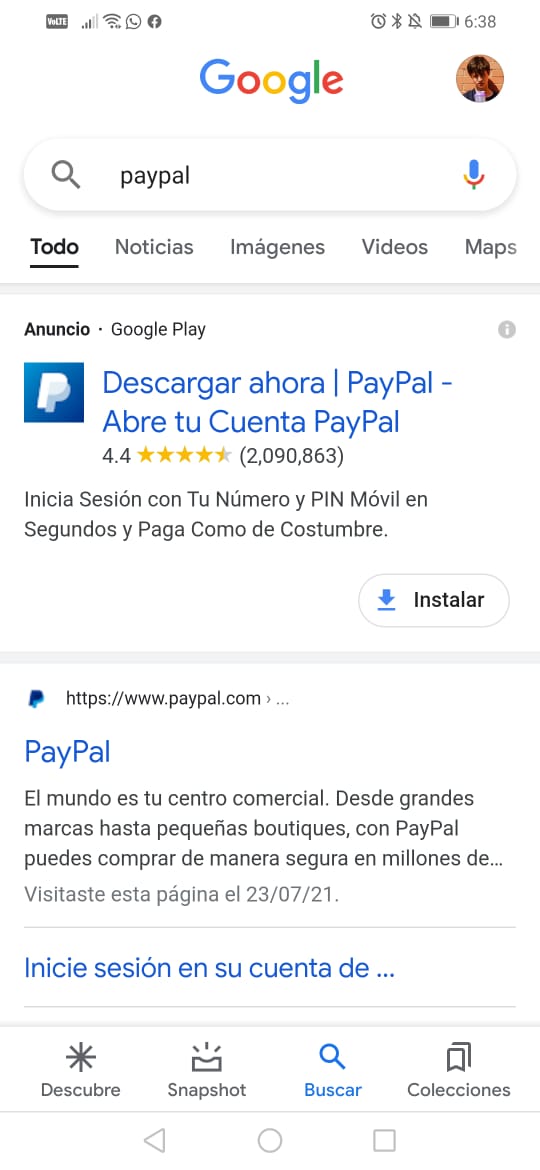 VoLTE 6:38
Google
paypal
Todo Noticias Imágenes Videos Maps
Anuncio · Google Play
Descargar ahora | PayPal -
Abre tu Cuenta PayPal
4.4 (2,090,863)
Inicia Sesión con Tu Número y PIN Móvil en
Segundos y Paga Como de Costumbre.
Instalar
https://www.paypal.com › ...
PayPal
El mundo es tu centro comercial. Desde grandes
marcas hasta pequeñas boutiques, con PayPal
puedes comprar de manera segura en millones de...
Visitaste esta página el 23/07/21.
Inicie sesión en su cuenta de ...
Descubre Snapshot Buscar Colecciones